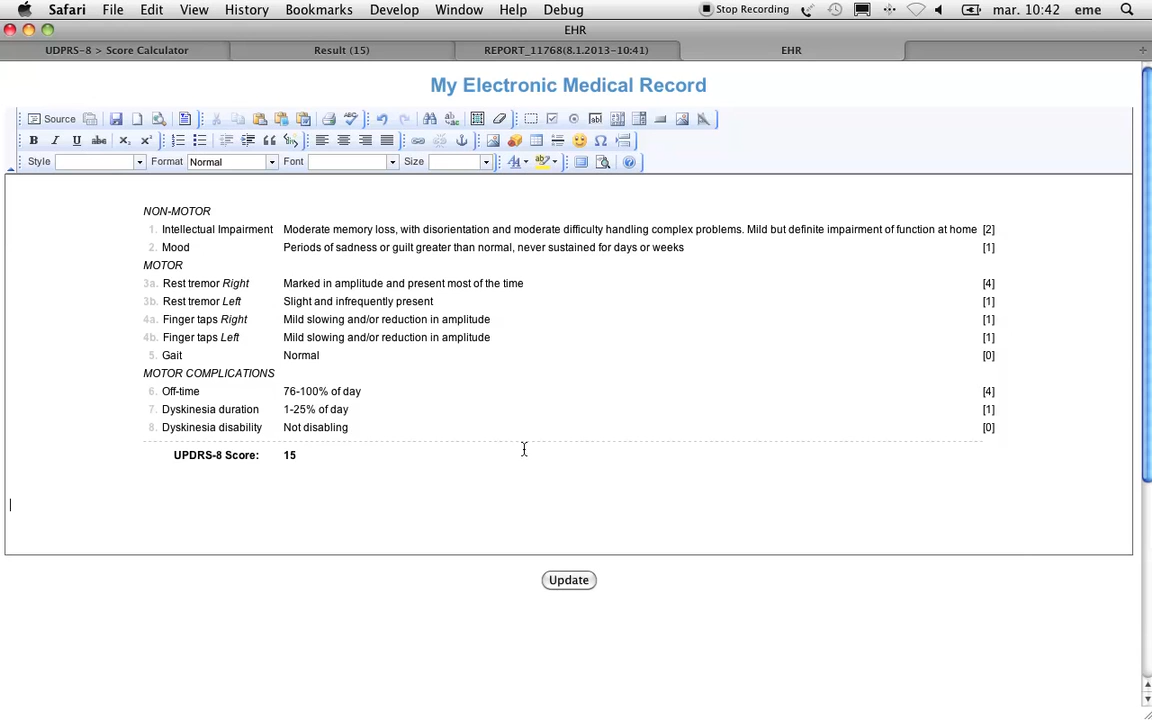 Safari File Edit View History Bookmarks Develop Window Help Debug Stop Recording mar. 10:42 eme
EHR
UDPRS-8 > Score Calculator Result (15) REPORT_11768(8.1.2013-10:41) EHR
My Electronic Medical Record
Source
B I U abc X₂ X²
Style Format Normal Font Size
NON-MOTOR
1. Intellectual Impairment Moderate memory loss, with disorientation and moderate difficulty handling complex problems. Mild but definite impairment of function at home [2]
2. Mood Periods of sadness or guilt greater than normal, never sustained for days or weeks [1]
MOTOR
3a. Rest tremor Right Marked in amplitude and present most of the time [4]
3b. Rest tremor Left Slight and infrequently present [1]
4a. Finger taps Right Mild slowing and/or reduction in amplitude [1]
4b. Finger taps Left Mild slowing and/or reduction in amplitude [1]
5. Gait Normal [0]
MOTOR COMPLICATIONS
6. Off-time 76-100% of day [4]
7. Dyskinesia duration 1-25% of day [1]
8. Dyskinesia disability Not disabling [0]
UPDRS-8 Score: 15
Update